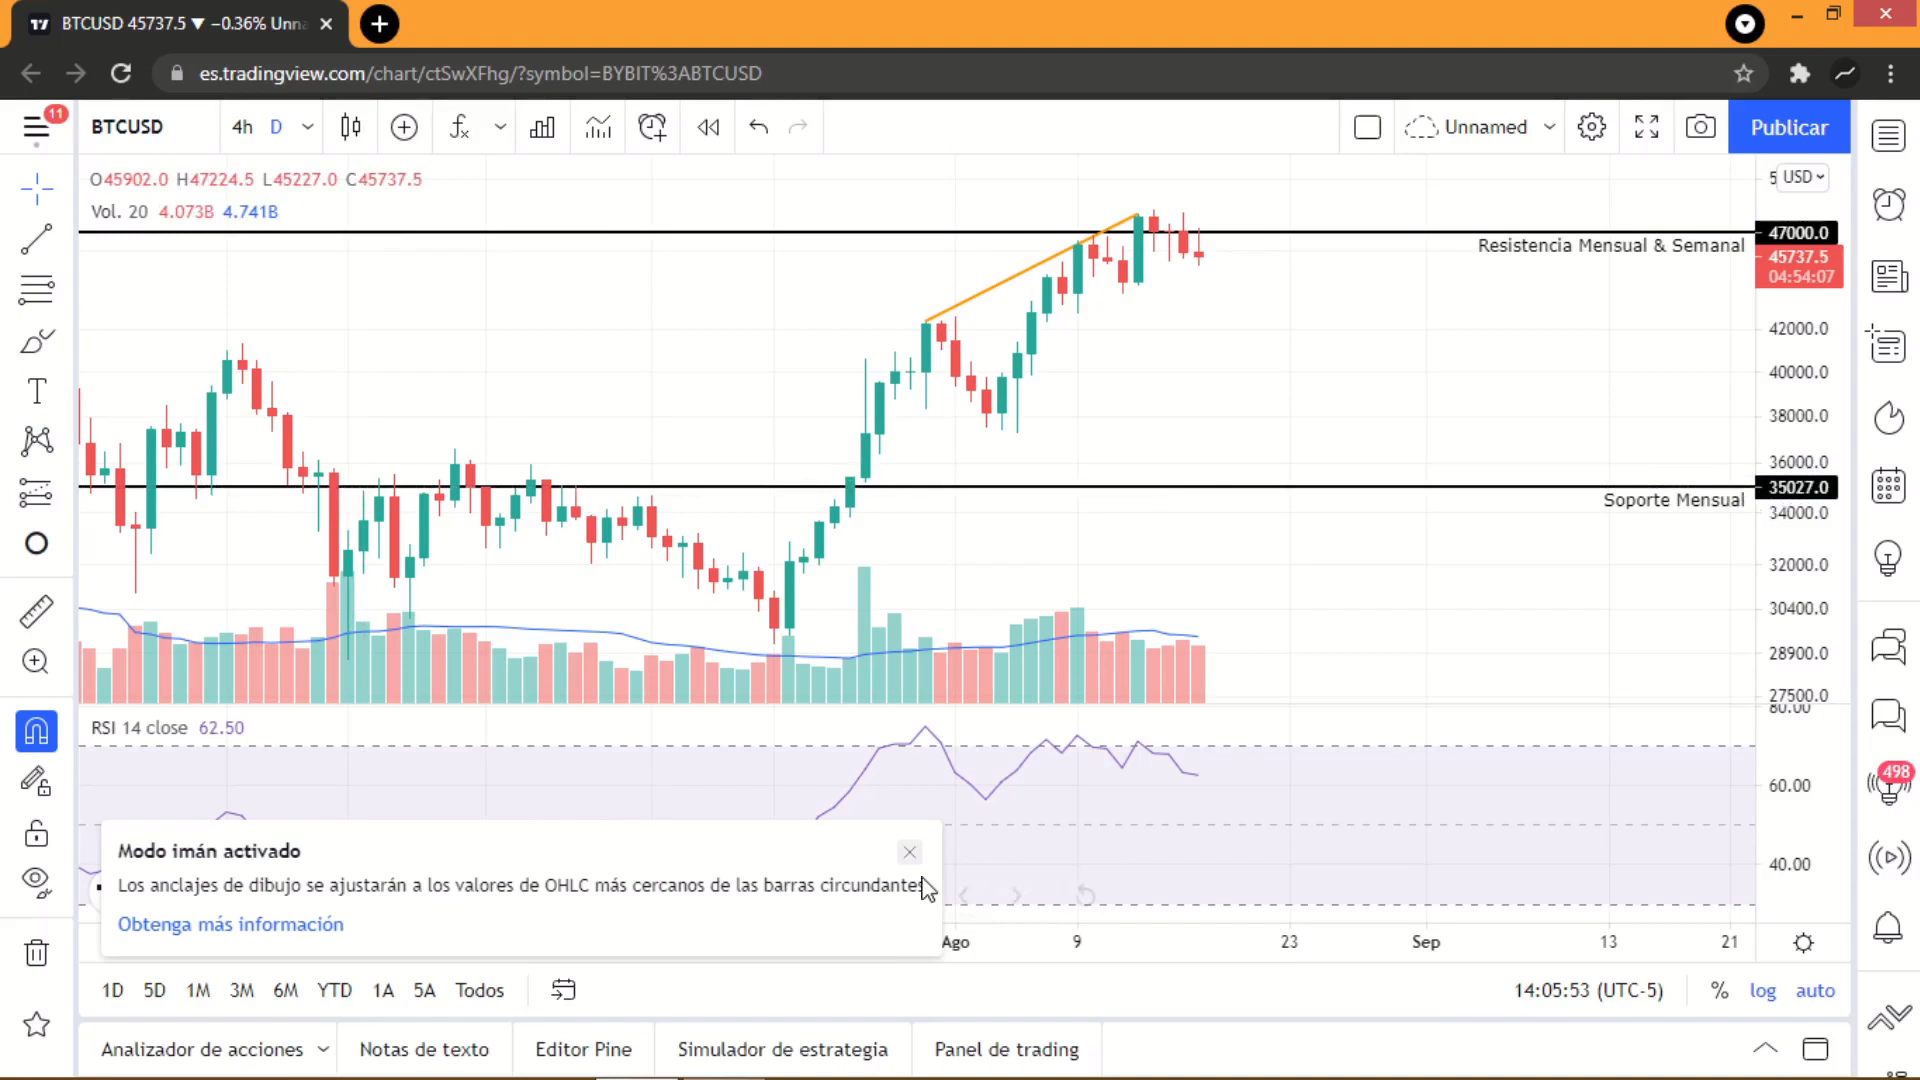 BTCUSD 45737.5 ▼ −0.36% Unna
es.tradingview.com/chart/ctSwXFhg/?symbol=BYBIT%3ABTCUSD
11
BTCUSD
4h D
Unnamed
Publicar
O45902.0 H47224.5 L45227.0 C45737.5
Vol. 20 4.073B 4.741B
USD
47000.0
Resistencia Mensual & Semanal
45737.5
04:54:07
42000.0
40000.0
38000.0
36000.0
35027.0
Soporte Mensual
34000.0
32000.0
30400.0
28900.0
27500.0
80.00
RSI 14 close 62.50
60.00
40.00
498
Modo imán activado
Los anclajes de dibujo se ajustarán a los valores de OHLC más cercanos de las barras circundantes
Obtenga más información
Ago 9 23 Sep 13 21
1D 5D 1M 3M 6M YTD 1A 5A Todos
14:05:53 (UTC-5) % log auto
Analizador de acciones Notas de texto Editor Pine Simulador de estrategia Panel de trading